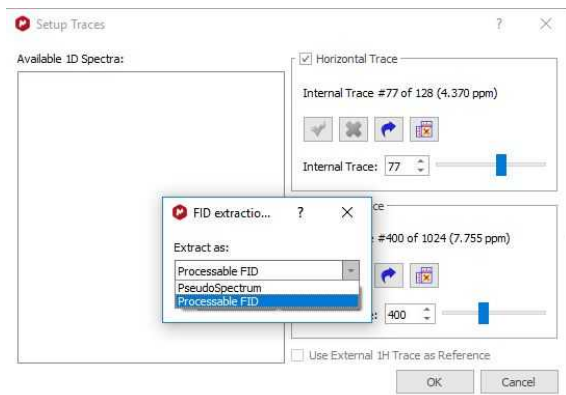 Setup Traces
Available 1D Spectra:
Horizontal Trace
Internal Trace #77 of 128 (4.370 ppm)
Internal Trace: 77
FID extractio...
Extract as:
Processable FID
PseudoSpectrum
Processable FID
#400 of 1024 (7.755 ppm)
400
Use External 1H Trace as Reference
OK
Cancel